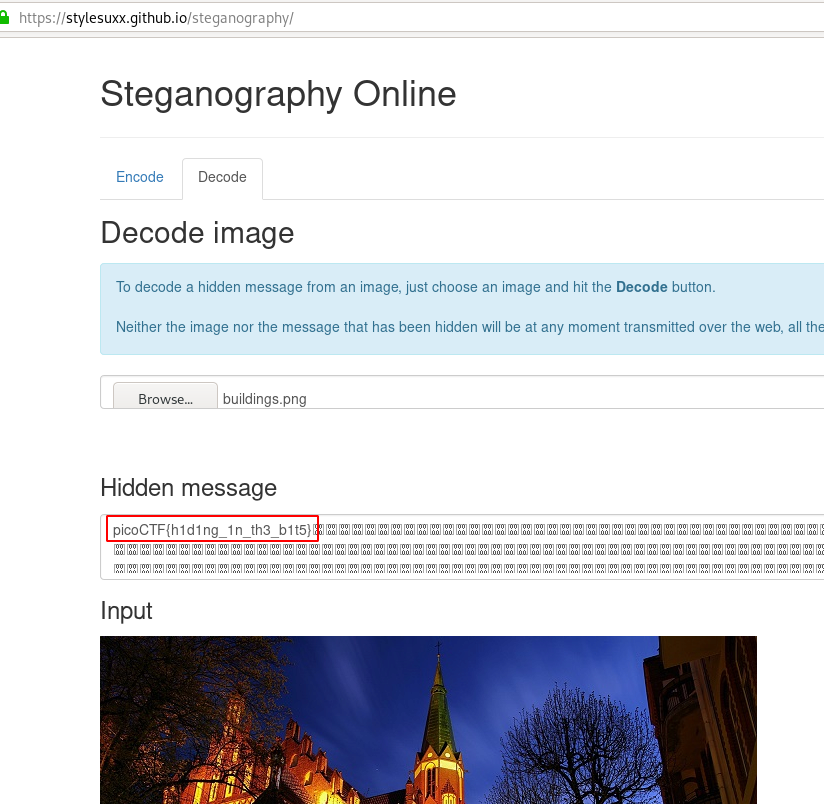 https://stylesuxx.github.io/steganography/
Steganography Online
Encode Decode
Decode image
To decode a hidden message from an image, just choose an image and hit the Decode button.
Neither the image nor the message that has been hidden will be at any moment transmitted over the web, all the
Browse... buildings.png
Hidden message
picoCTF{h1d1ng_1n_th3_b1t5}
Input